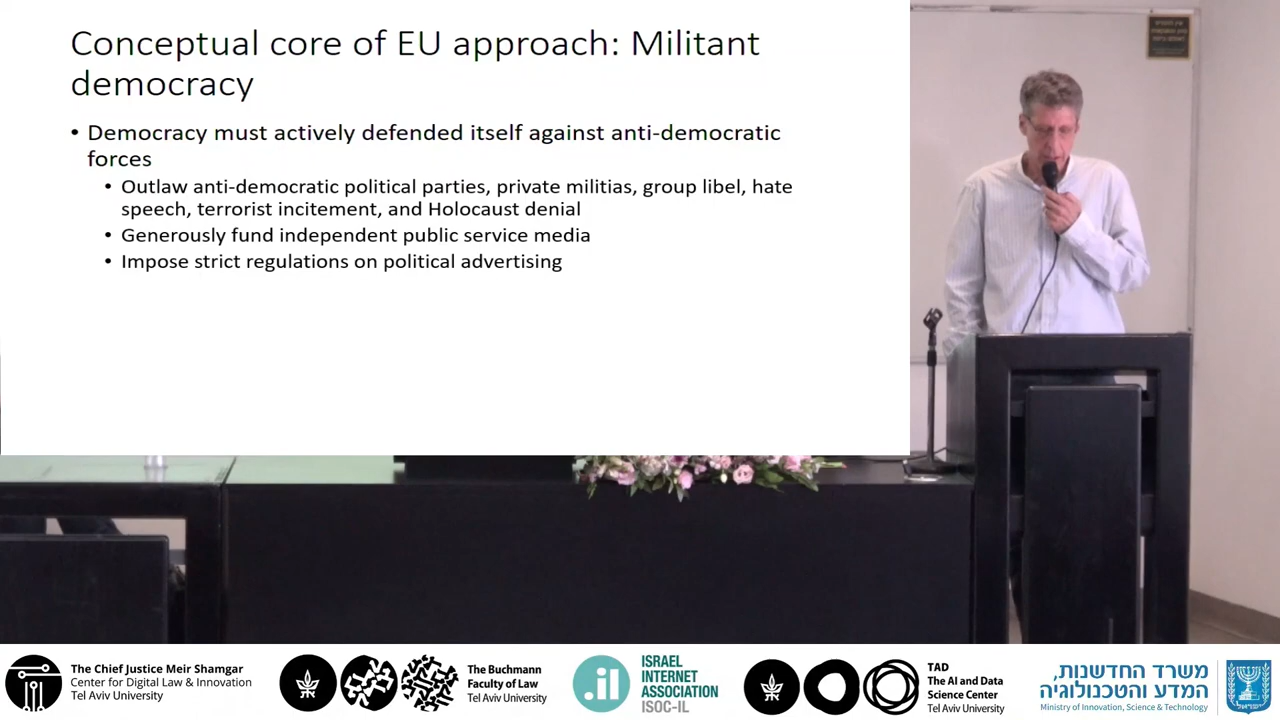 Conceptual core of EU approach: Militant
democracy
• Democracy must actively defended itself against anti-democratic
forces
• Outlaw anti-democratic political parties, private militias, group libel, hate
speech, terrorist incitement, and Holocaust denial
• Generously fund independent public service media
• Impose strict regulations on political advertising
The Chief Justice Meir Shamgar
Center for Digital Law & Innovation
Tel Aviv University
The Buchmann
Faculty of Law
Tel Aviv University
.il
ISRAEL
INTERNET
ASSOCIATION
ISOC-IL
TAD
The AI and Data
Science Center
Tel Aviv University
משרד החדשנות,
המדע והטכנולוגיה
Ministry of Innovation, Science & Technology